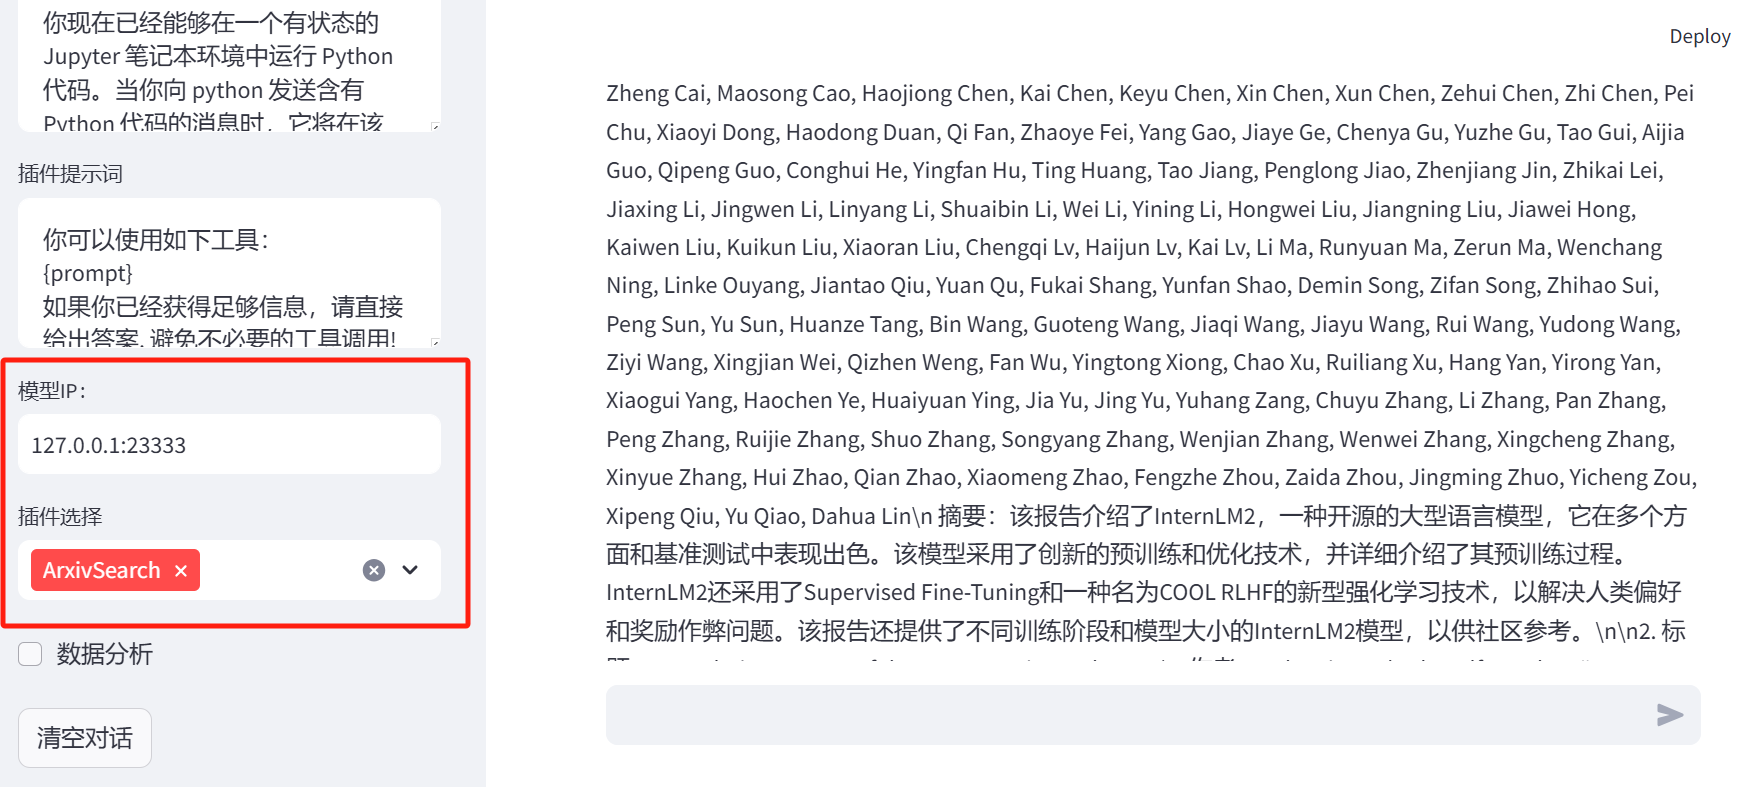 你现在已经能够在一个有状态的
Jupyter 笔记本环境中运行 Python
代码。当你向 python 发送含有
Python 代码的消息时，它将在该
插件提示词
你可以使用如下工具：
{prompt}
如果你已经获得足够信息，请直接
给出答案. 避免不必要的工具调用!
模型IP：
127.0.0.1:23333
插件选择
ArxivSearch ×
数据分析
清空对话
Deploy
Zheng Cai, Maosong Cao, Haojiong Chen, Kai Chen, Keyu Chen, Xin Chen, Xun Chen, Zehui Chen, Zhi Chen, Pei
Chu, Xiaoyi Dong, Haodong Duan, Qi Fan, Zhaoye Fei, Yang Gao, Jiaye Ge, Chenya Gu, Yuzhe Gu, Tao Gui, Aijia
Guo, Qipeng Guo, Conghui He, Yingfan Hu, Ting Huang, Tao Jiang, Penglong Jiao, Zhenjiang Jin, Zhikai Lei,
Jiaxing Li, Jingwen Li, Linyang Li, Shuaibin Li, Wei Li, Yining Li, Hongwei Liu, Jiangning Liu, Jiawei Hong,
Kaiwen Liu, Kuikun Liu, Xiaoran Liu, Chengqi Lv, Haijun Lv, Kai Lv, Li Ma, Runyuan Ma, Zerun Ma, Wenchang
Ning, Linke Ouyang, Jiantao Qiu, Yuan Qu, Fukai Shang, Yunfan Shao, Demin Song, Zifan Song, Zhihao Sui,
Peng Sun, Yu Sun, Huanze Tang, Bin Wang, Guoteng Wang, Jiaqi Wang, Jiayu Wang, Rui Wang, Yudong Wang,
Ziyi Wang, Xingjian Wei, Qizhen Weng, Fan Wu, Yingtong Xiong, Chao Xu, Ruiliang Xu, Hang Yan, Yirong Yan,
Xiaogui Yang, Haochen Ye, Huaiyuan Ying, Jia Yu, Jing Yu, Yuhang Zang, Chuyu Zhang, Li Zhang, Pan Zhang,
Peng Zhang, Ruijie Zhang, Shuo Zhang, Songyang Zhang, Wenjian Zhang, Wenwei Zhang, Xingcheng Zhang,
Xinyue Zhang, Hui Zhao, Qian Zhao, Xiaomeng Zhao, Fengzhe Zhou, Zaida Zhou, Jingming Zhuo, Yicheng Zou,
Xipeng Qiu, Yu Qiao, Dahua Lin\n 摘要：该报告介绍了InternLM2，一种开源的大型语言模型，它在多个方
面和基准测试中表现出色。该模型采用了创新的预训练和优化技术，并详细介绍了其预训练过程。
InternLM2还采用了Supervised Fine-Tuning和一种名为COOL RLHF的新型强化学习技术，以解决人类偏好
和奖励作弊问题。该报告还提供了不同训练阶段和模型大小的InternLM2模型，以供社区参考。\n\n2. 标